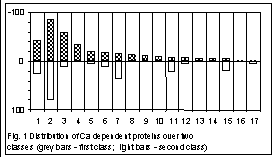 -100
0
100
1 2 3 4 5 6 7 8 9 10 11 12 13 14 15 16 17
Fig. 1 Distribution of Ca dependent proteins over two
classes (grey bars - first class; light bars - second class)